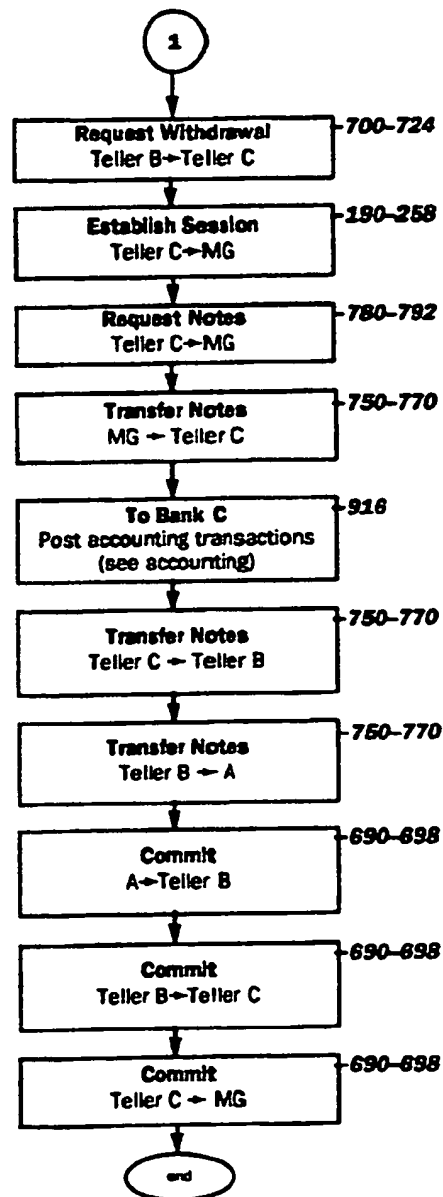 1
Request Withdrawal
Teller B→Teller C
700-724
Establish Session
Teller C→MG
190-258
Request Notes
Teller C→MG
780-792
Transfer Notes
MG → Teller C
750-770
To Bank C
Post accounting transactions
(see accounting)
916
Transfer Notes
Teller C → Teller B
750-770
Transfer Notes
Teller B → A
750-770
Commit
A→Teller B
690-698
Commit
Teller B→Teller C
690-698
Commit
Teller C → MG
690-698
end